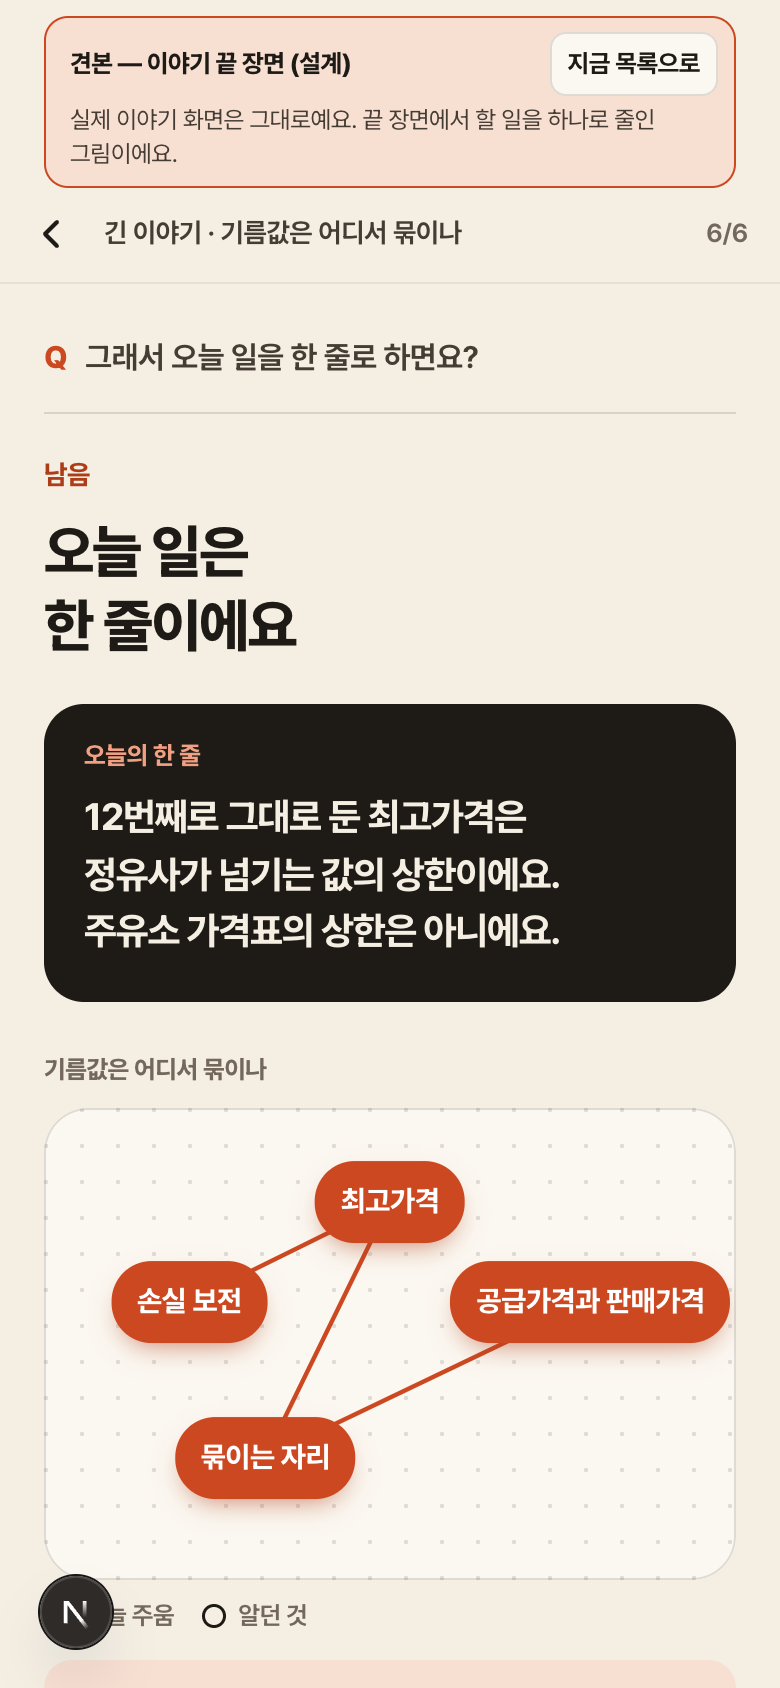 견본 — 이야기 끝 장면 (설계)
지금 목록으로
실제 이야기 화면은 그대로예요. 끝 장면에서 할 일을 하나로 줄인
그림이에요.
긴 이야기 · 기름값은 어디서 묶이나
6/6
Q 그래서 오늘 일을 한 줄로 하면요?
남음
오늘 일은
한 줄이에요
오늘의 한 줄
12번째로 그대로 둔 최고가격은
정유사가 넘기는 값의 상한이에요.
주유소 가격표의 상한은 아니에요.
기름값은 어디서 묶이나
최고가격
손실 보전
공급가격과 판매가격
묶이는 자리
N
주움
알던 것